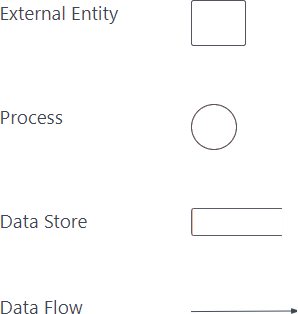 External Entity
Process
Data Store
Data Flow